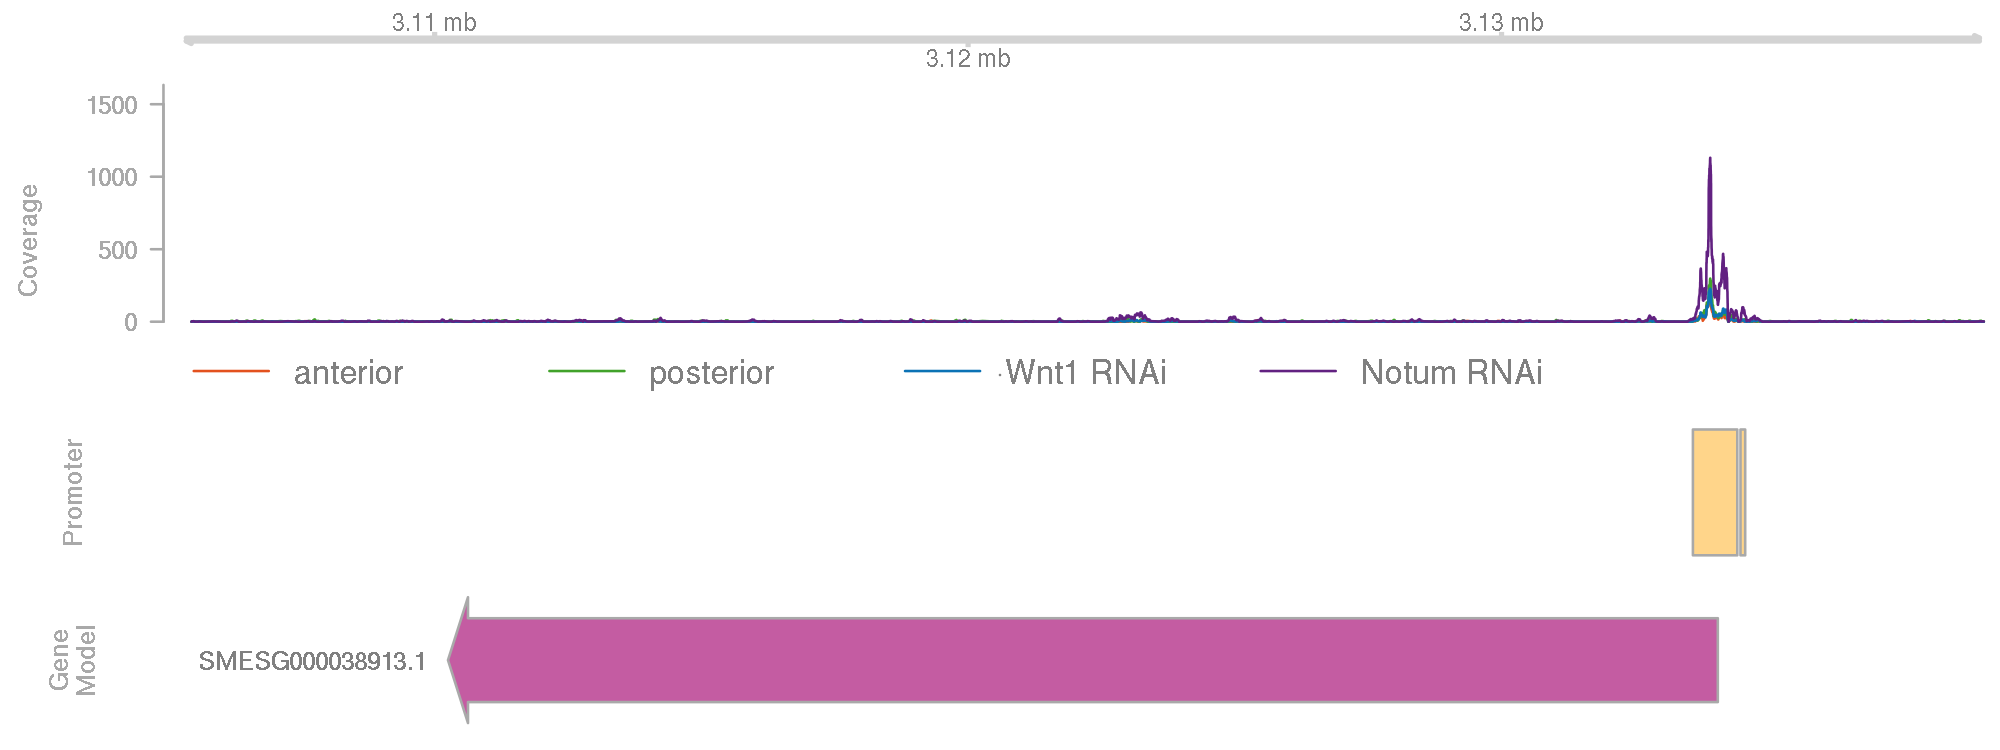 3.11 mb
3.13 mb
3.12 mb
1500
1000
500
0
Coverage
anterior
posterior
Wnt1 RNAi
Notum RNAi
Promoter
Gene
Model
SMESG000038913.1